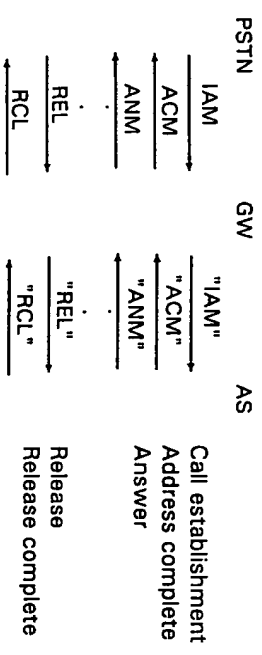 PSTN GW AS
IAM "IAM" Call establishment
ACM "ACM" Address complete
ANM "ANM" Answer
REL "REL" Release
RCL "RCL" Release complete